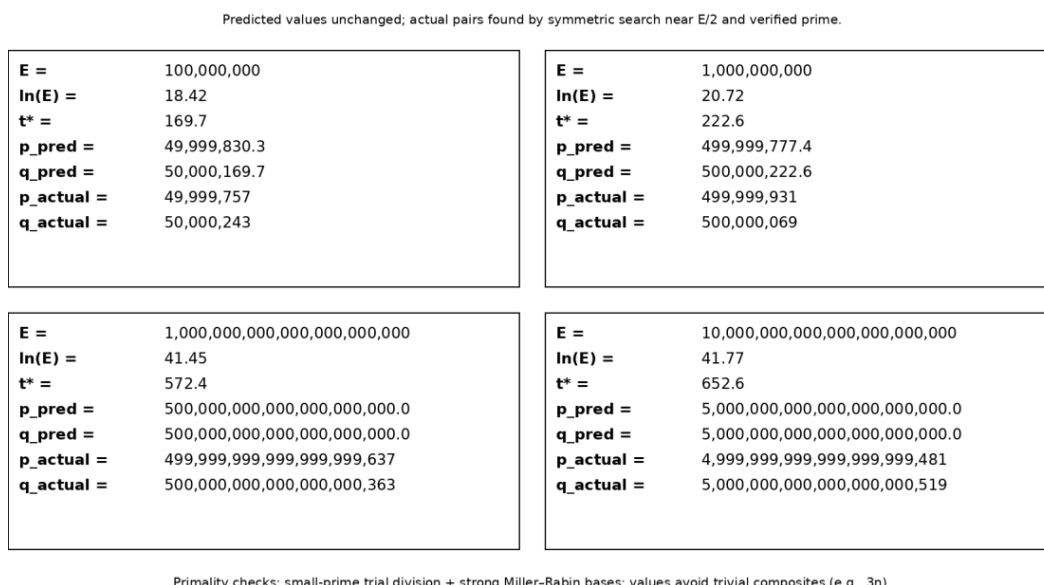 Predicted values unchanged; actual pairs found by symmetric search near E/2 and verified prime.
E = 100,000,000
ln(E) = 18.42
t* = 169.7
p_pred = 49,999,830.3
q_pred = 50,000,169.7
p_actual = 49,999,757
q_actual = 50,000,243
E = 1,000,000,000
ln(E) = 20.72
t* = 222.6
p_pred = 499,999,777.4
q_pred = 500,000,222.6
p_actual = 499,999,931
q_actual = 500,000,069
E = 1,000,000,000,000,000,000,000
ln(E) = 41.45
t* = 572.4
p_pred = 500,000,000,000,000,000,000.0
q_pred = 500,000,000,000,000,000,000.0
p_actual = 499,999,999,999,999,999,637
q_actual = 500,000,000,000,000,000,363
E = 10,000,000,000,000,000,000,000
ln(E) = 41.77
t* = 652.6
p_pred = 5,000,000,000,000,000,000,000.0
q_pred = 5,000,000,000,000,000,000,000.0
p_actual = 4,999,999,999,999,999,999,481
q_actual = 5,000,000,000,000,000,000,519
Primality checks: small-prime trial division + strong Miller–Rabin bases; values avoid trivial composites (e.g., 3n)